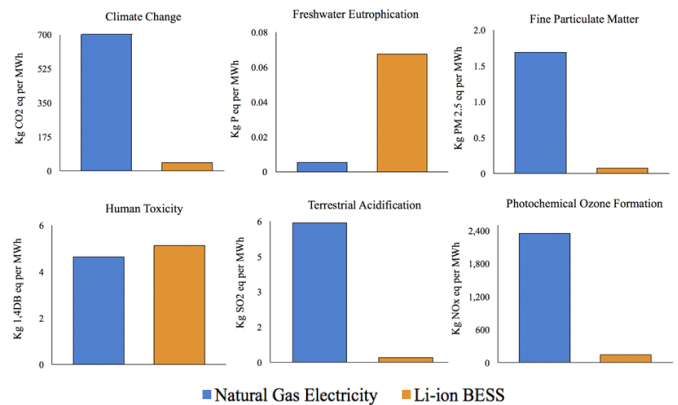 Climate Change
Kg CO2 eq per MWh
700
525
350
175
0
Freshwater Eutrophication
Kg P eq per MWh
0.08
0.06
0.04
0.02
0
Fine Particulate Matter
Kg PM 2.5 eq per MWh
2.0
1.5
1.0
0.5
0
Human Toxicity
Kg 1,4DB eq per MWh
6
4
2
0
Terrestrial Acidification
Kg SO2 eq per MWh
6
5
3
2
0
Photochemical Ozone Formation
Kg NOx eq per MWh
2,400
1,800
1,200
600
0
Natural Gas Electricity
Li-ion BESS